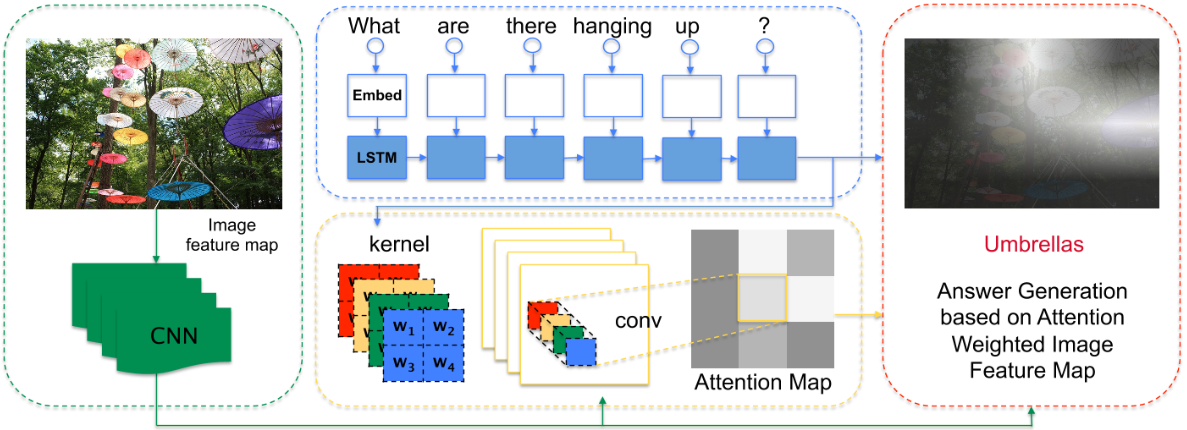 What are there hanging up ?
Embed
LSTM
Image
feature map
CNN
kernel
W
W
W
w₁ w₂
w₃ w₄
conv
Attention Map
Umbrellas
Answer Generation
based on Attention
Weighted Image
Feature Map